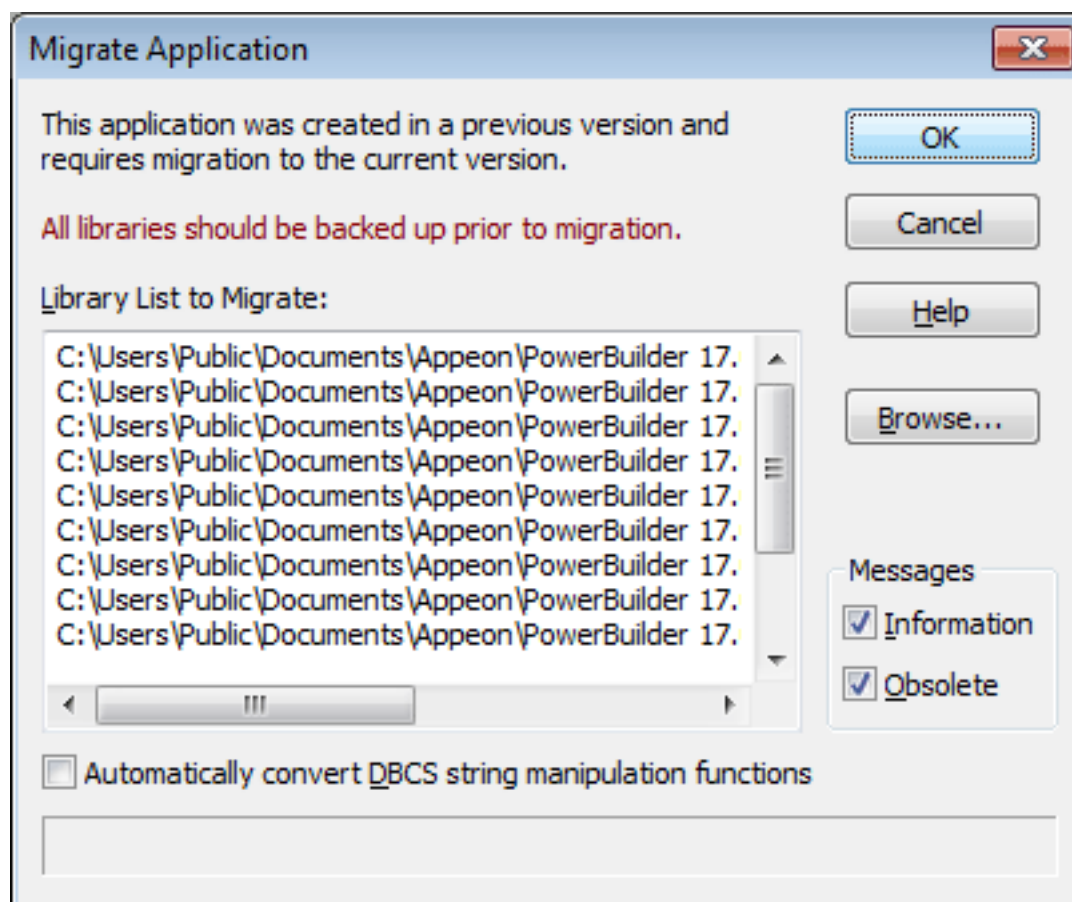 Migrate Application
This application was created in a previous version and
requires migration to the current version.
All libraries should be backed up prior to migration.
Library List to Migrate:
C:\Users\Public\Documents\Appeon\PowerBuilder 17.
C:\Users\Public\Documents\Appeon\PowerBuilder 17.
C:\Users\Public\Documents\Appeon\PowerBuilder 17.
C:\Users\Public\Documents\Appeon\PowerBuilder 17.
C:\Users\Public\Documents\Appeon\PowerBuilder 17.
C:\Users\Public\Documents\Appeon\PowerBuilder 17.
C:\Users\Public\Documents\Appeon\PowerBuilder 17.
C:\Users\Public\Documents\Appeon\PowerBuilder 17.
C:\Users\Public\Documents\Appeon\PowerBuilder 17.
OK
Cancel
Help
Browse...
Messages
Information
Obsolete
Automatically convert DBCS string manipulation functions